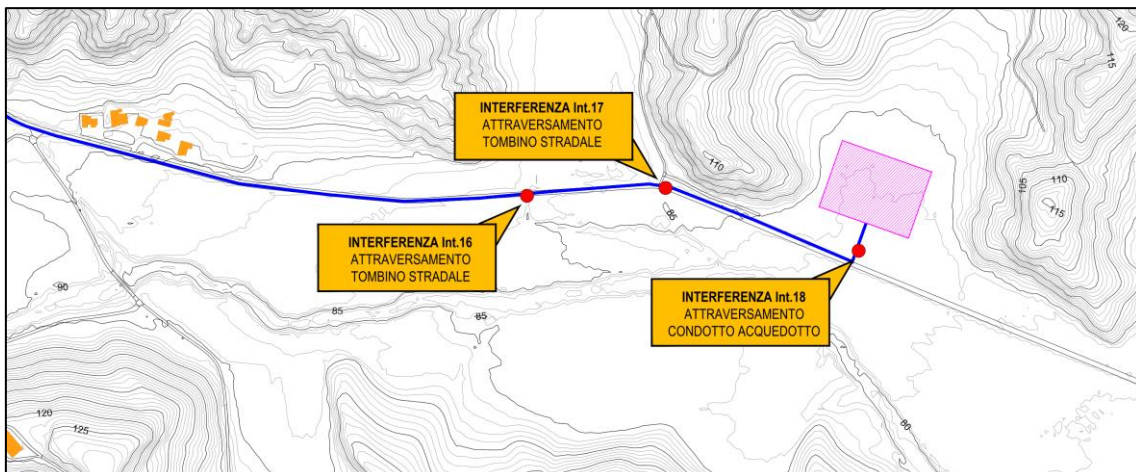 120
115
INTERFERENZA Int.17
ATTRAVERSAMENTO
TOMBINO STRADALE
110
105
110
115
85
INTERFERENZA Int.16
ATTRAVERSAMENTO
TOMBINO STRADALE
90
85
85
INTERFERENZA Int.18
ATTRAVERSAMENTO
CONDOTTO ACQUEDOTTO
80
120
125